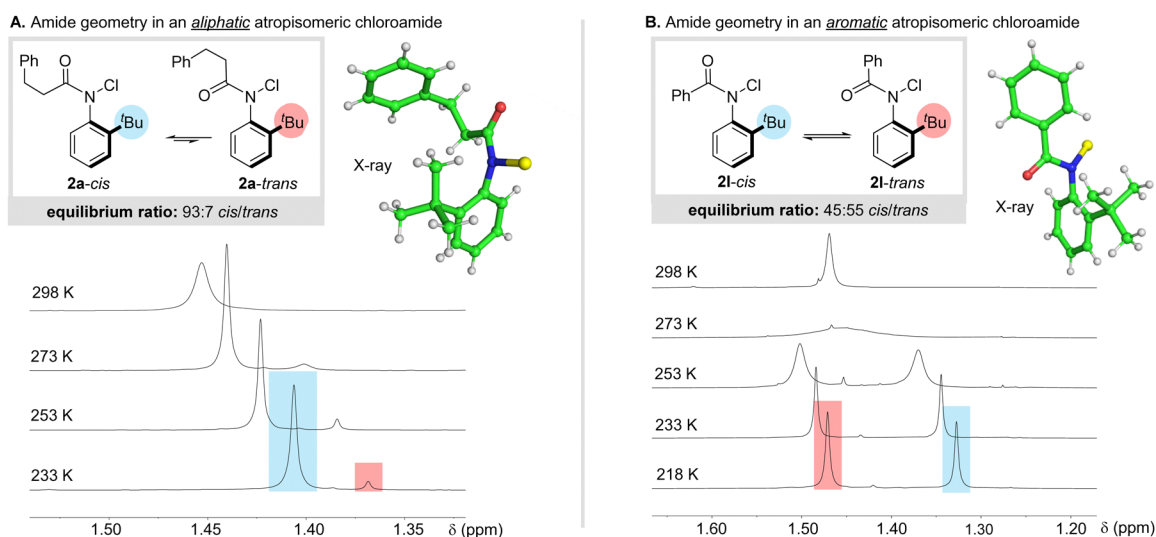 A. Amide geometry in an aliphatic atropisomeric chloroamide
Ph
O
N
Cl
tBu
2a-cis
Ph
O
N
Cl
tBu
2a-trans
equilibrium ratio: 93:7 cis/trans
X-ray
298 K
273 K
253 K
233 K
1.50
1.45
1.40
1.35
δ (ppm)
B. Amide geometry in an aromatic atropisomeric chloroamide
O
Ph
N
Cl
tBu
2l-cis
Ph
O
N
Cl
tBu
2l-trans
equilibrium ratio: 45:55 cis/trans
X-ray
298 K
273 K
253 K
233 K
218 K
1.60
1.50
1.40
1.30
1.20
δ (ppm)